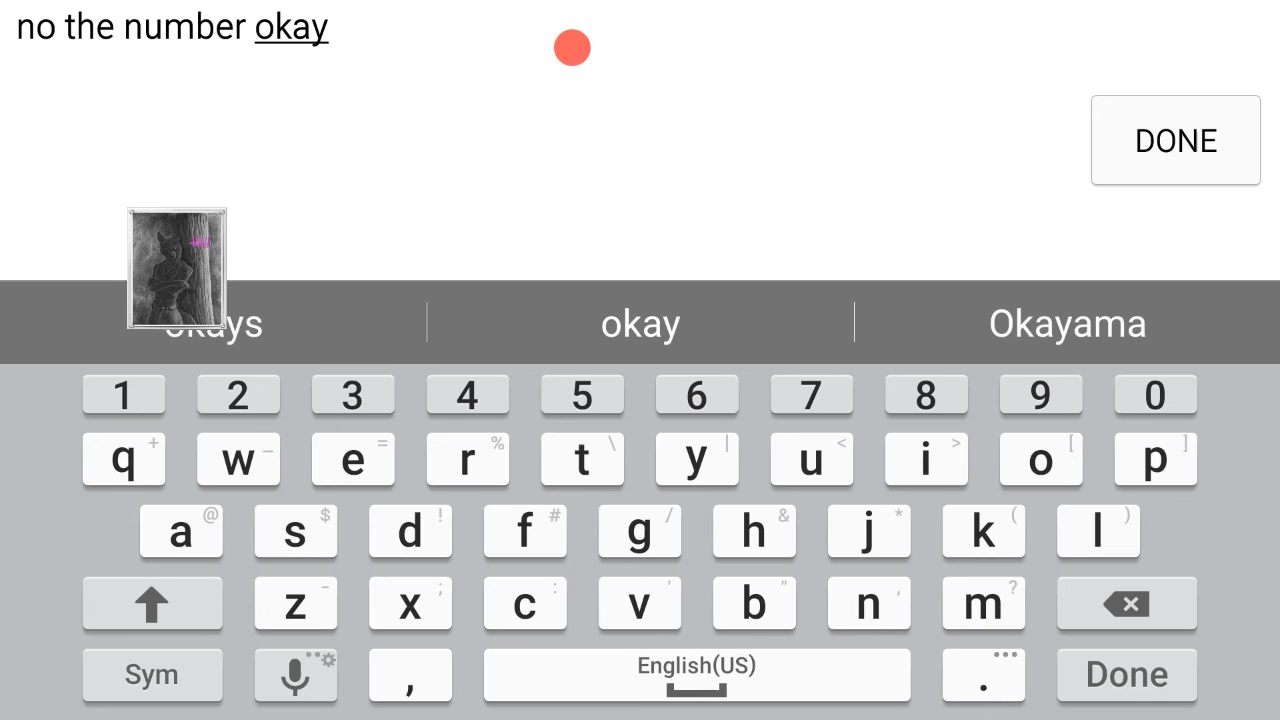 no the number okay
DONE
okays okay Okayama
1 2 3 4 5 6 7 8 9 0
q + w _ e = r % t \ y | u < i > o [ p ]
a @ s $ d ! f # g / h & j * k ( l )
z - x ; c : v ' b " n , m ?
Sym , English(US) . Done